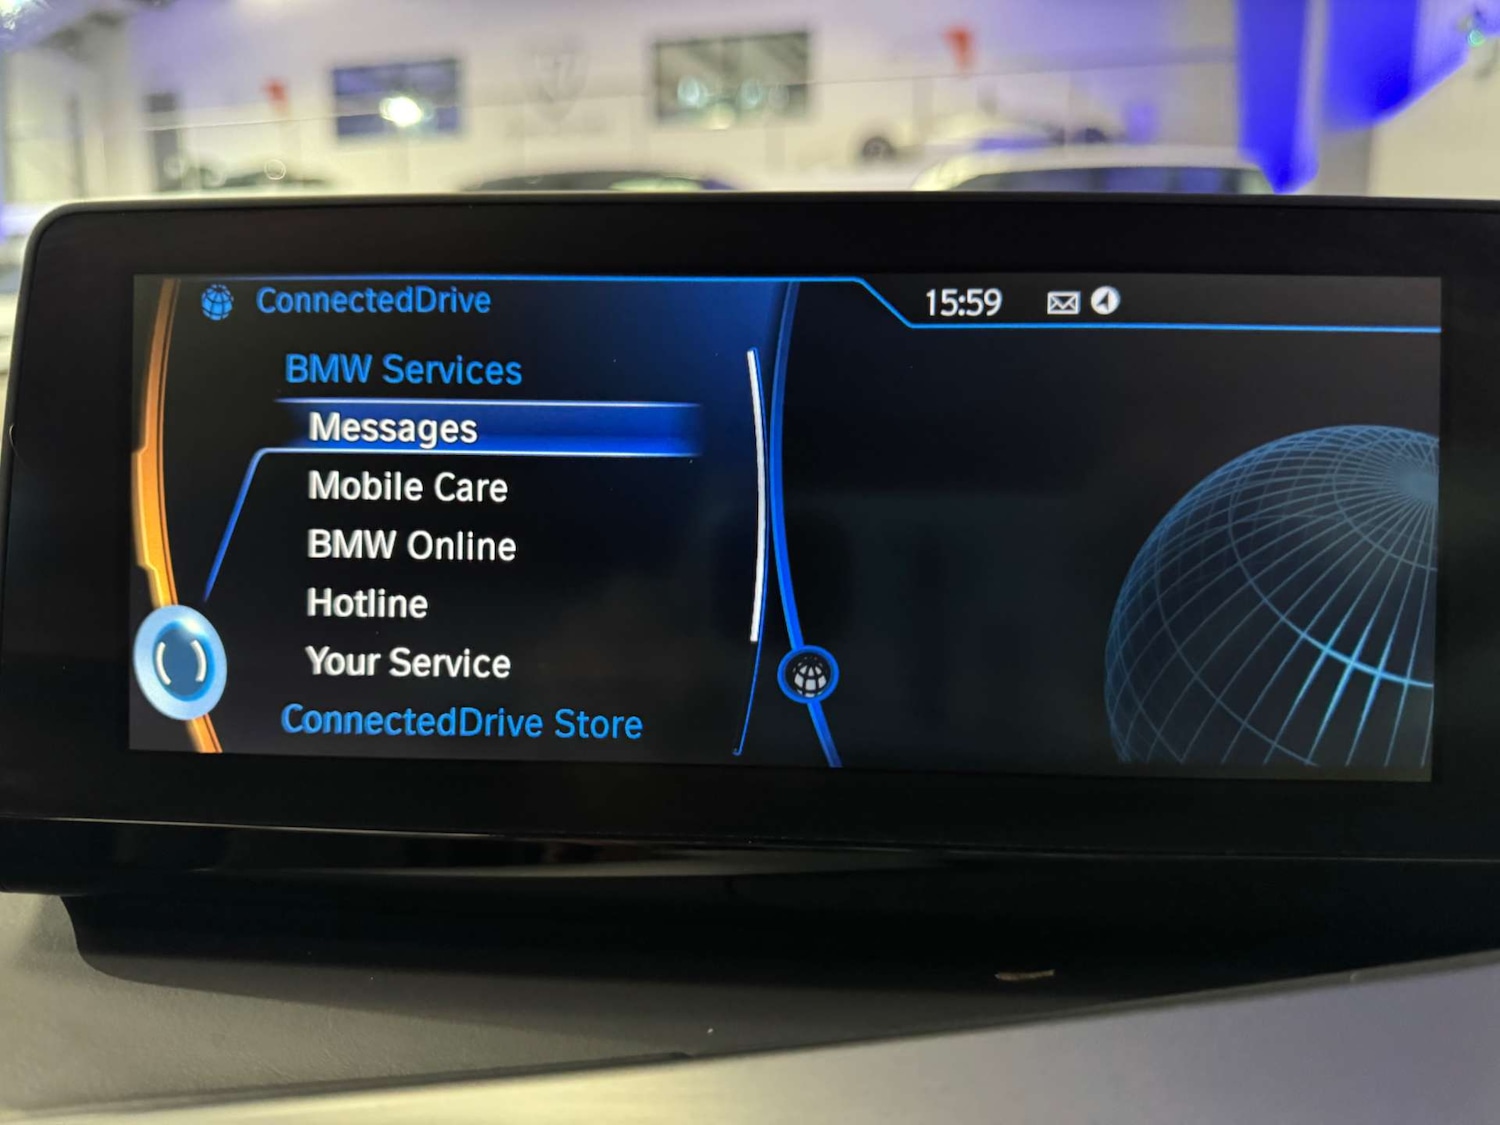 ConnectedDrive
15:59
BMW Services
Messages
Mobile Care
BMW Online
Hotline
Your Service
ConnectedDrive Store